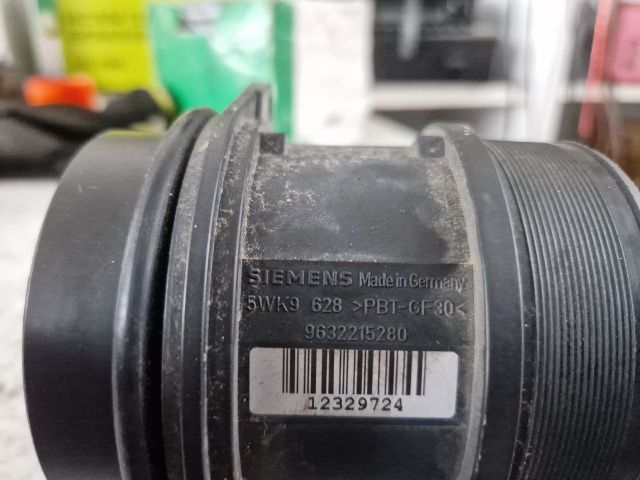 SIEMENS Made in Germany
5WK9 628 >PBT-GF30<
9632215280
12329724